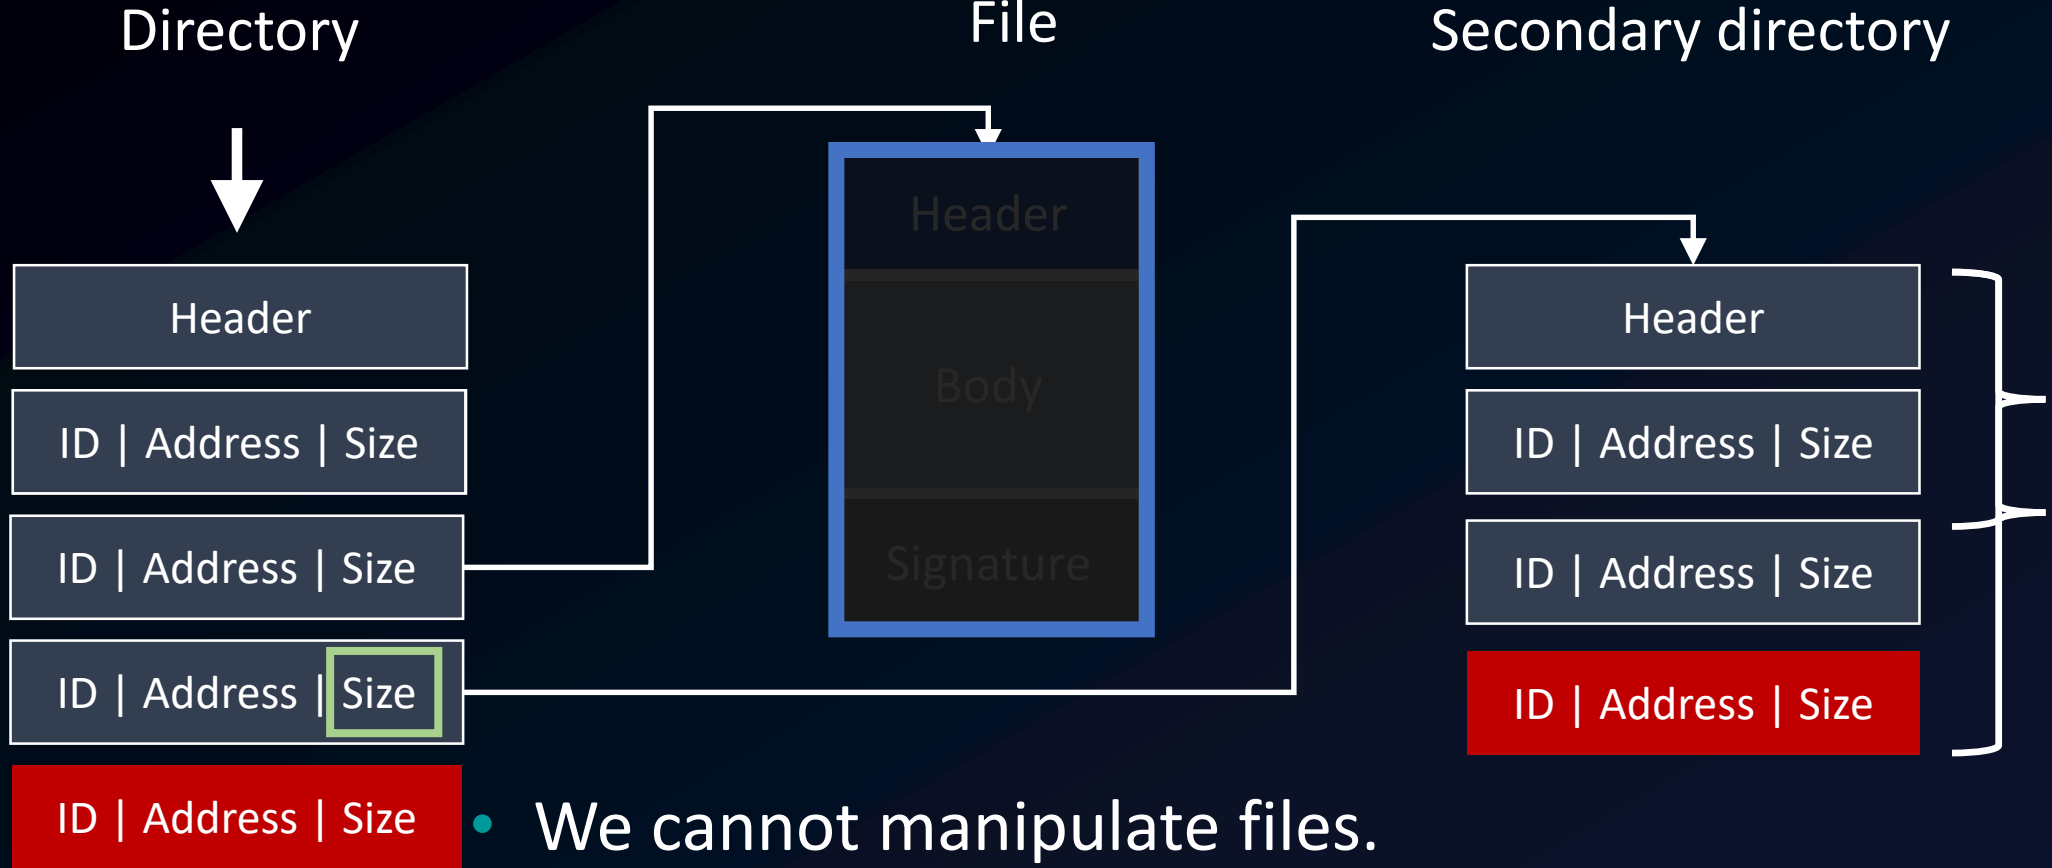 Directory
File
Secondary directory
Header
ID | Address | Size
ID | Address | Size
ID | Address | Size
ID | Address | Size
Header
Body
Signature
Header
ID | Address | Size
ID | Address | Size
ID | Address | Size
• We cannot manipulate files.